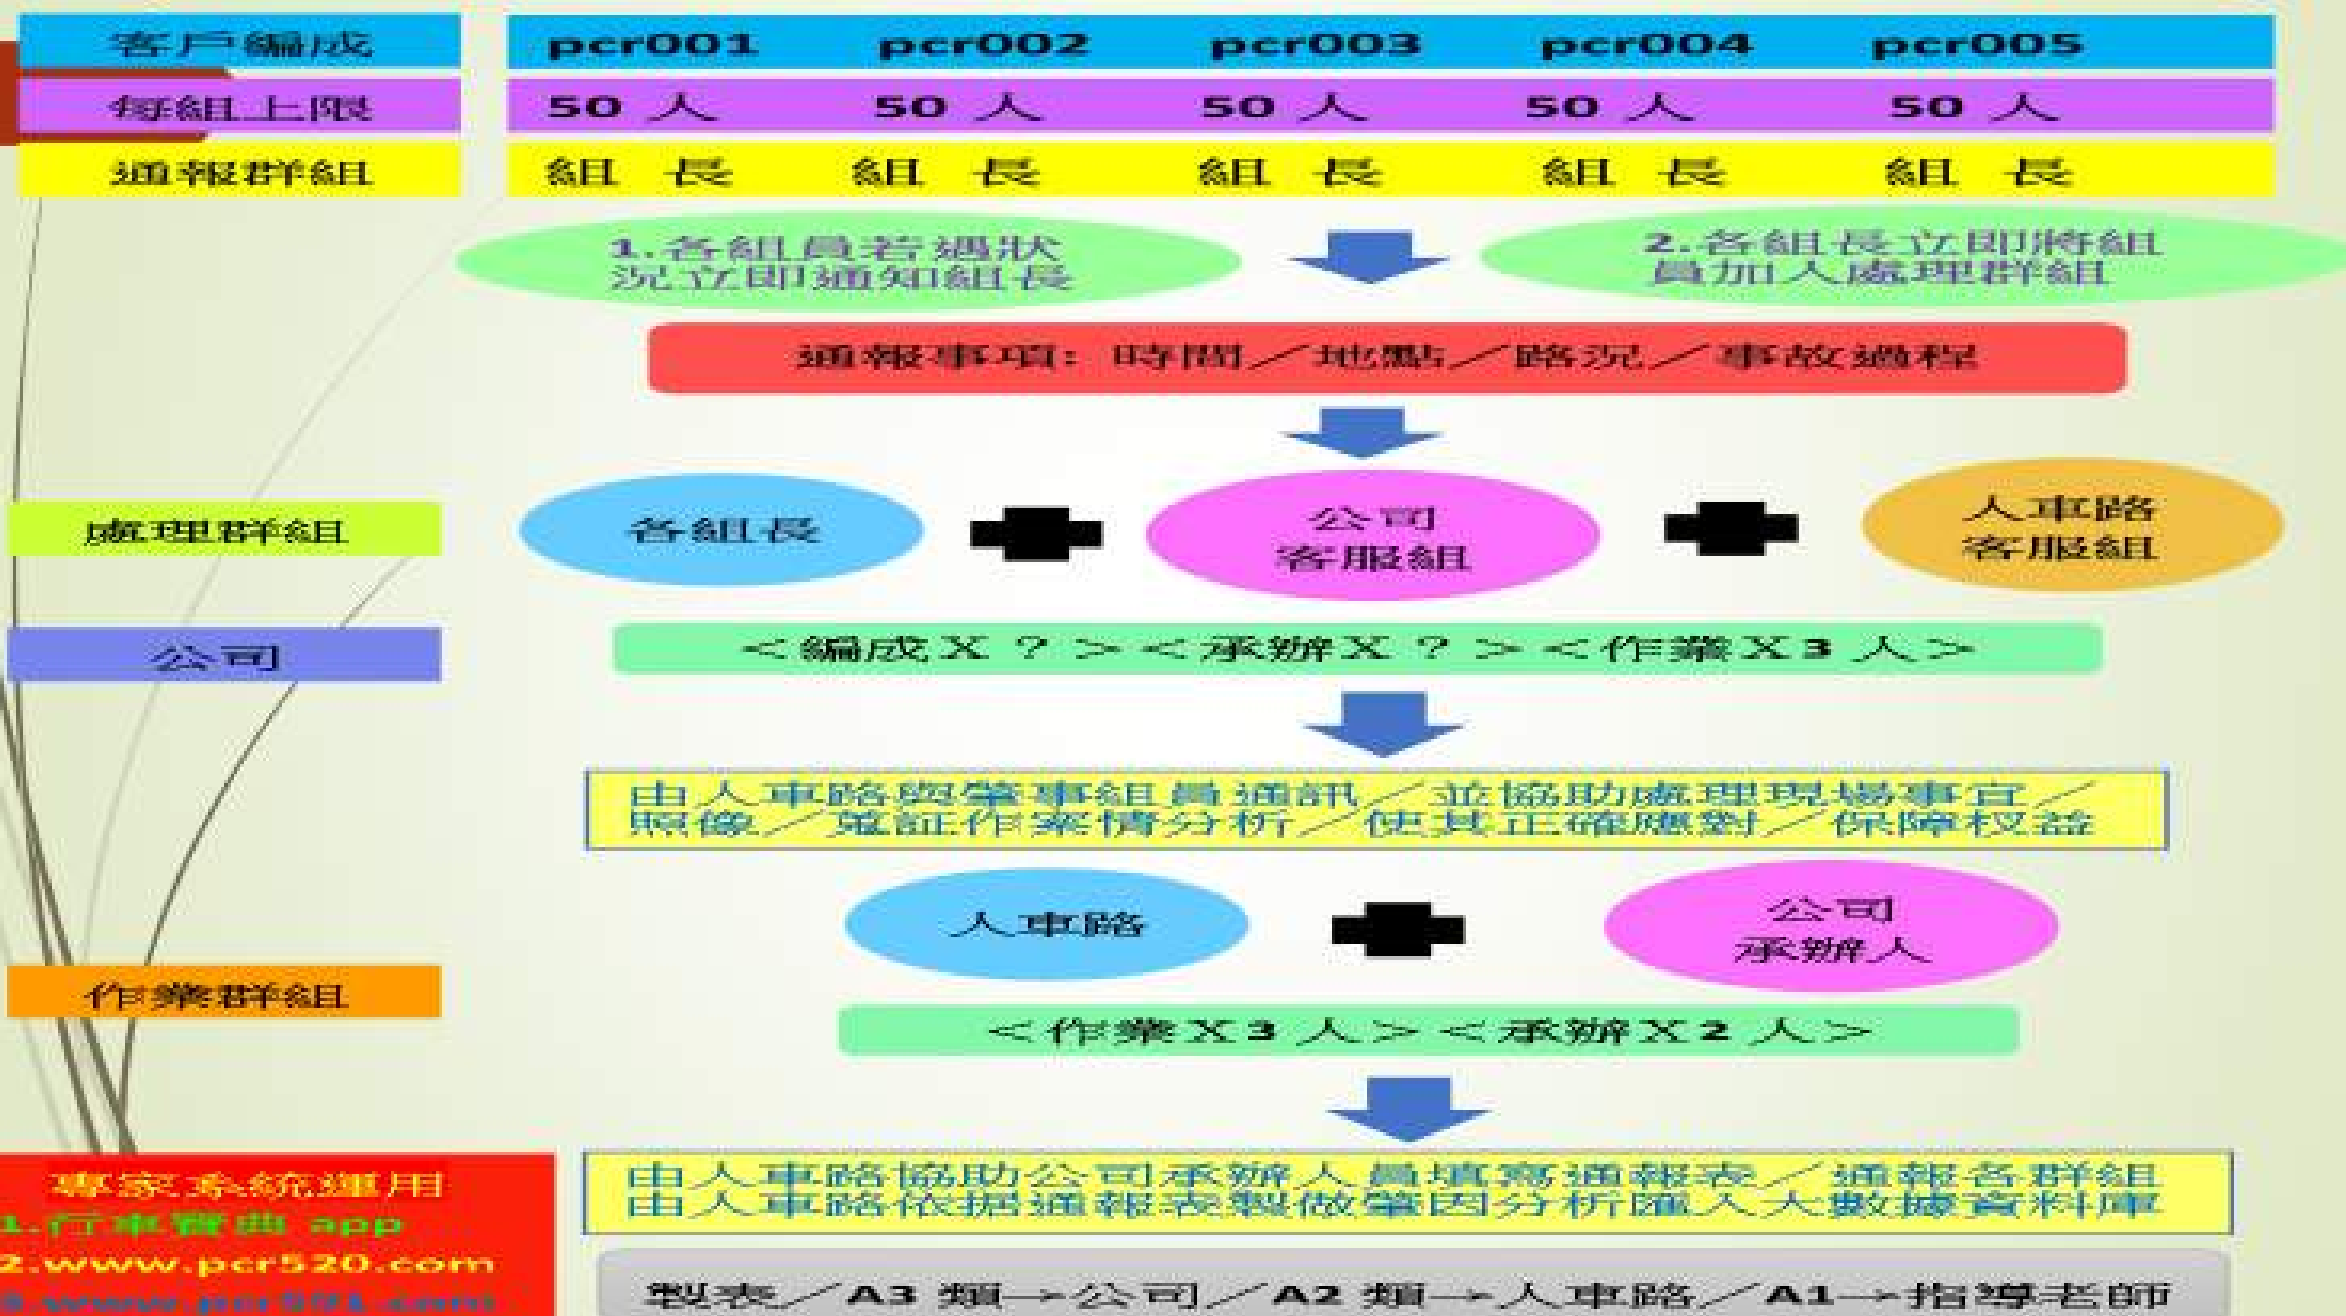 客戶編成
pcr001 pcr002 pcr003 pcr004 pcr005
每組上限
50 人 50 人 50 人 50 人 50 人
通報群組
組 長 組 長 組 長 組 長 組 長
1.各組員若遇狀
況立即通知組長
2.各組長立即將組
員加入處理群組
通報事項: 時間／地點／路況／事故過程
處理群組
各組長
公司
客服組
人車路
客服組
公司
＜編成X ? ＞＜承辦X ? ＞＜作業X3 人＞
由人車路與肇事組員通訊／並協助處理現場事宜／
照像／蒐証作案情分析／使其正確應對／保障权益
人車路
公司
承辦人
作業群組
＜作業X3 人＞＜承辦X2 人＞
專家系統運用
1.行車寶典 app
2.www.pcr520.com
由人車路協助公司承辦人員填寫通報表／通報各群組
由人車路依据通報表製做肇因分析匯入大數據資料庫
製表／A3 類→公司／A2 類→人車路／A1→指導老師